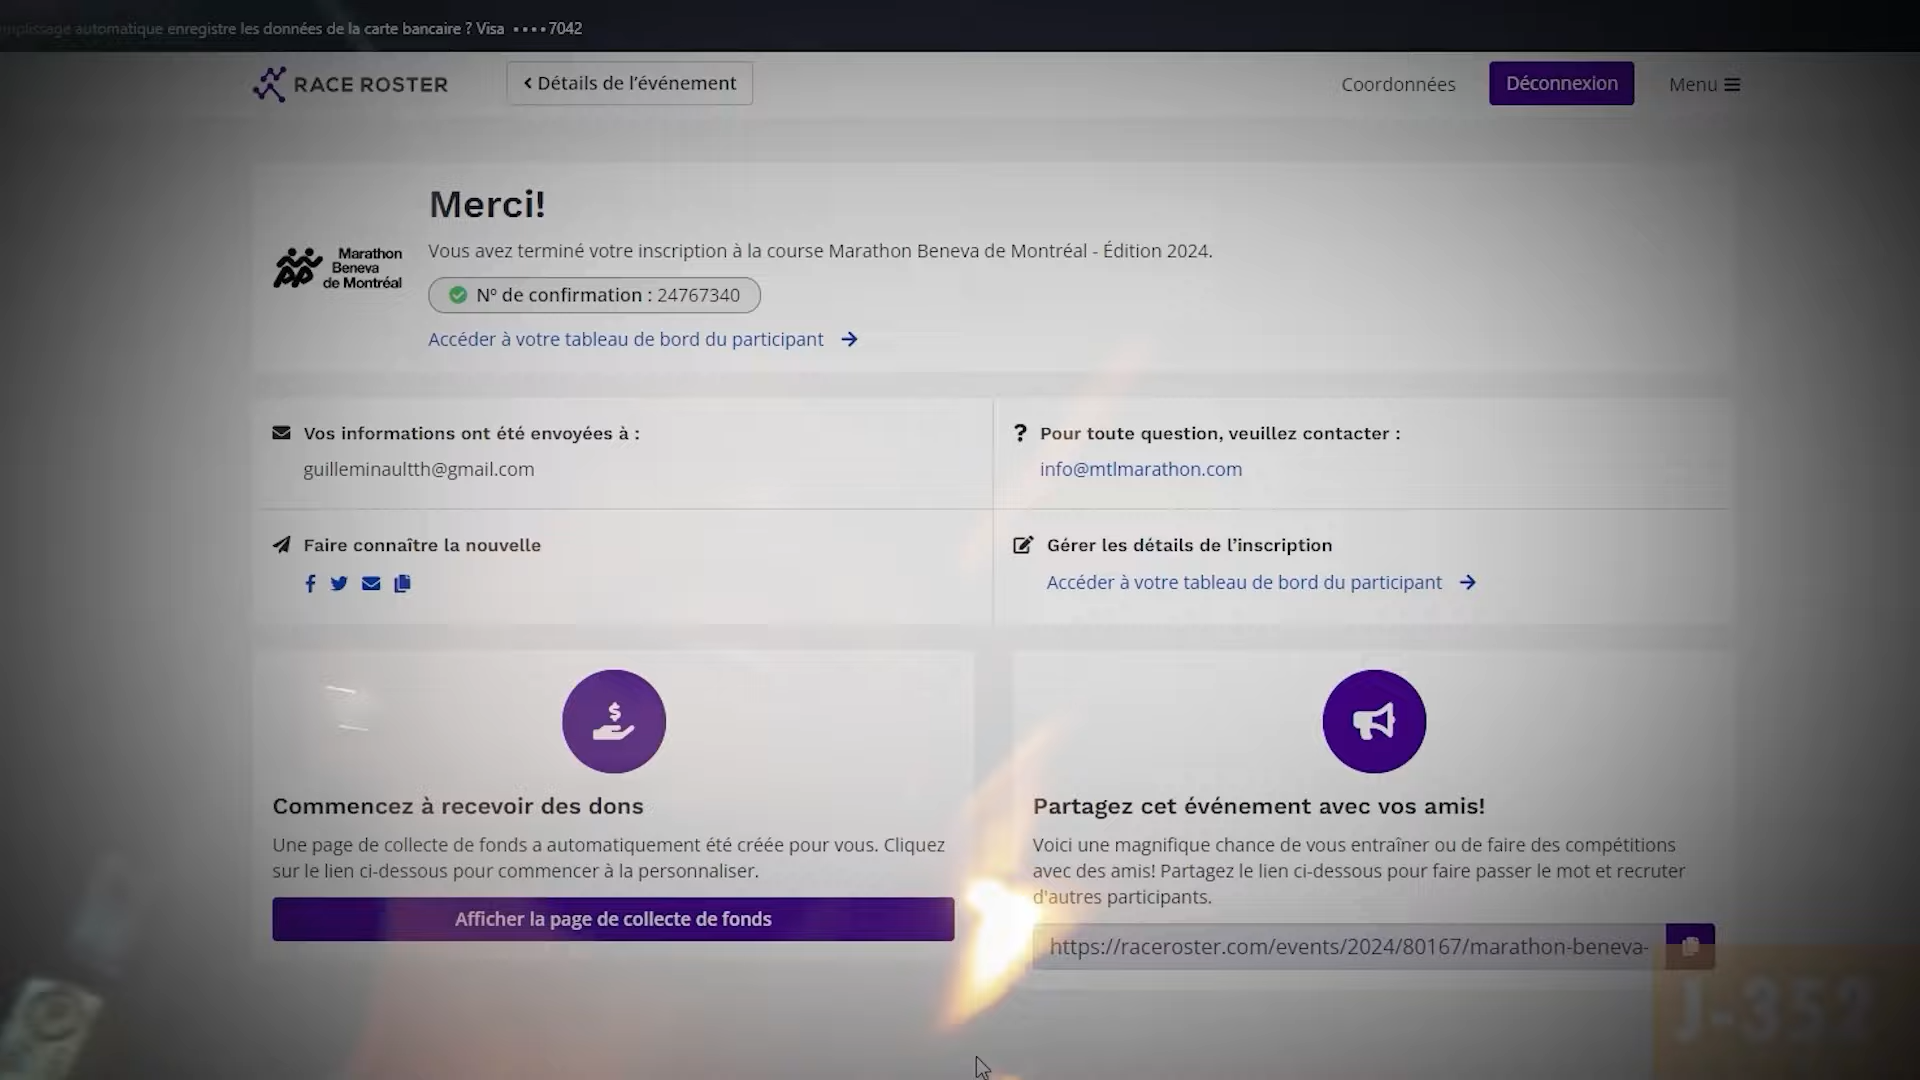 automatique enregistre les données de la carte bancaire ? Visa ••••7042
RACE ROSTER
Détails de l’événement
Coordonnées
Déconnexion
Menu
Merci!
Marathon
Beneva
de Montréal
Vous avez terminé votre inscription à la course Marathon Beneva de Montréal - Édition 2024.
Nº de confirmation : 24767340
Accéder à votre tableau de bord du participant
Vos informations ont été envoyées à :
guilleminaultth@gmail.com
Pour toute question, veuillez contacter :
info@mtlmarathon.com
Faire connaître la nouvelle
Gérer les détails de l’inscription
Accéder à votre tableau de bord du participant
Commencez à recevoir des dons
Une page de collecte de fonds a automatiquement été créée pour vous. Cliquez
sur le lien ci-dessous pour commencer à la personnaliser.
Afficher la page de collecte de fonds
Partagez cet événement avec vos amis!
Voici une magnifique chance de vous entraîner ou de faire des compétitions
avec des amis! Partagez le lien ci-dessous pour faire passer le mot et recruter
d'autres participants.
https://raceroster.com/events/2024/80167/marathon-beneva-
J-352